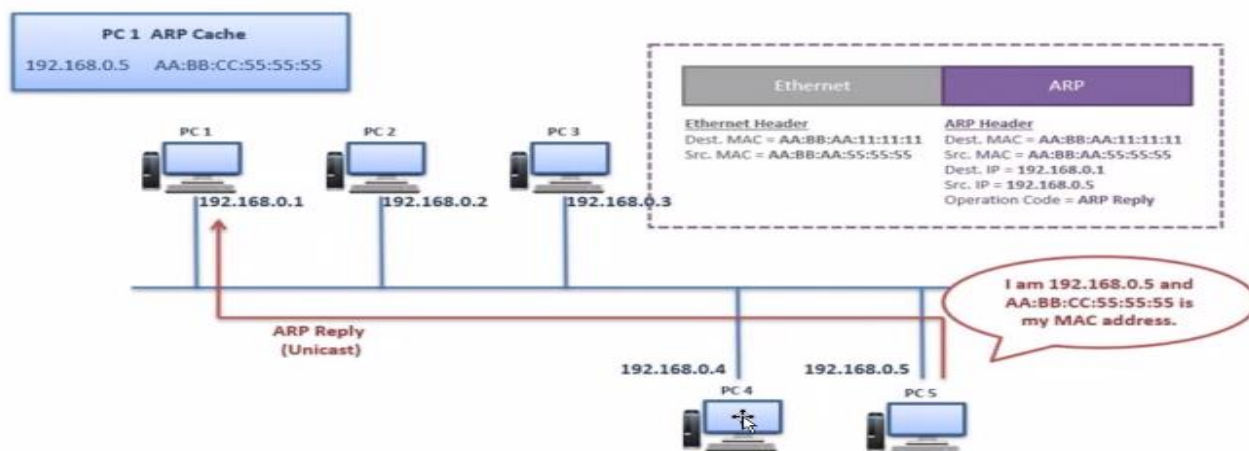 PC 1 ARP Cache
192.168.0.5 AA:BB:CC:55:55:55
Ethernet
ARP
Ethernet Header
Dest. MAC = AA:BB:AA:11:11:11
Src. MAC = AA:BB:AA:55:55:55
ARP Header
Dest. MAC = AA:BB:AA:11:11:11
Src. MAC = AA:BB:AA:55:55:55
Dest. IP = 192.168.0.1
Src. IP = 192.168.0.5
Operation Code = ARP Reply
PC 1
PC 2
PC 3
192.168.0.1
192.168.0.2
192.168.0.3
I am 192.168.0.5 and
AA:BB:CC:55:55:55 is
my MAC address.
ARP Reply
(Unicast)
192.168.0.4
192.168.0.5
PC 4
PC 5